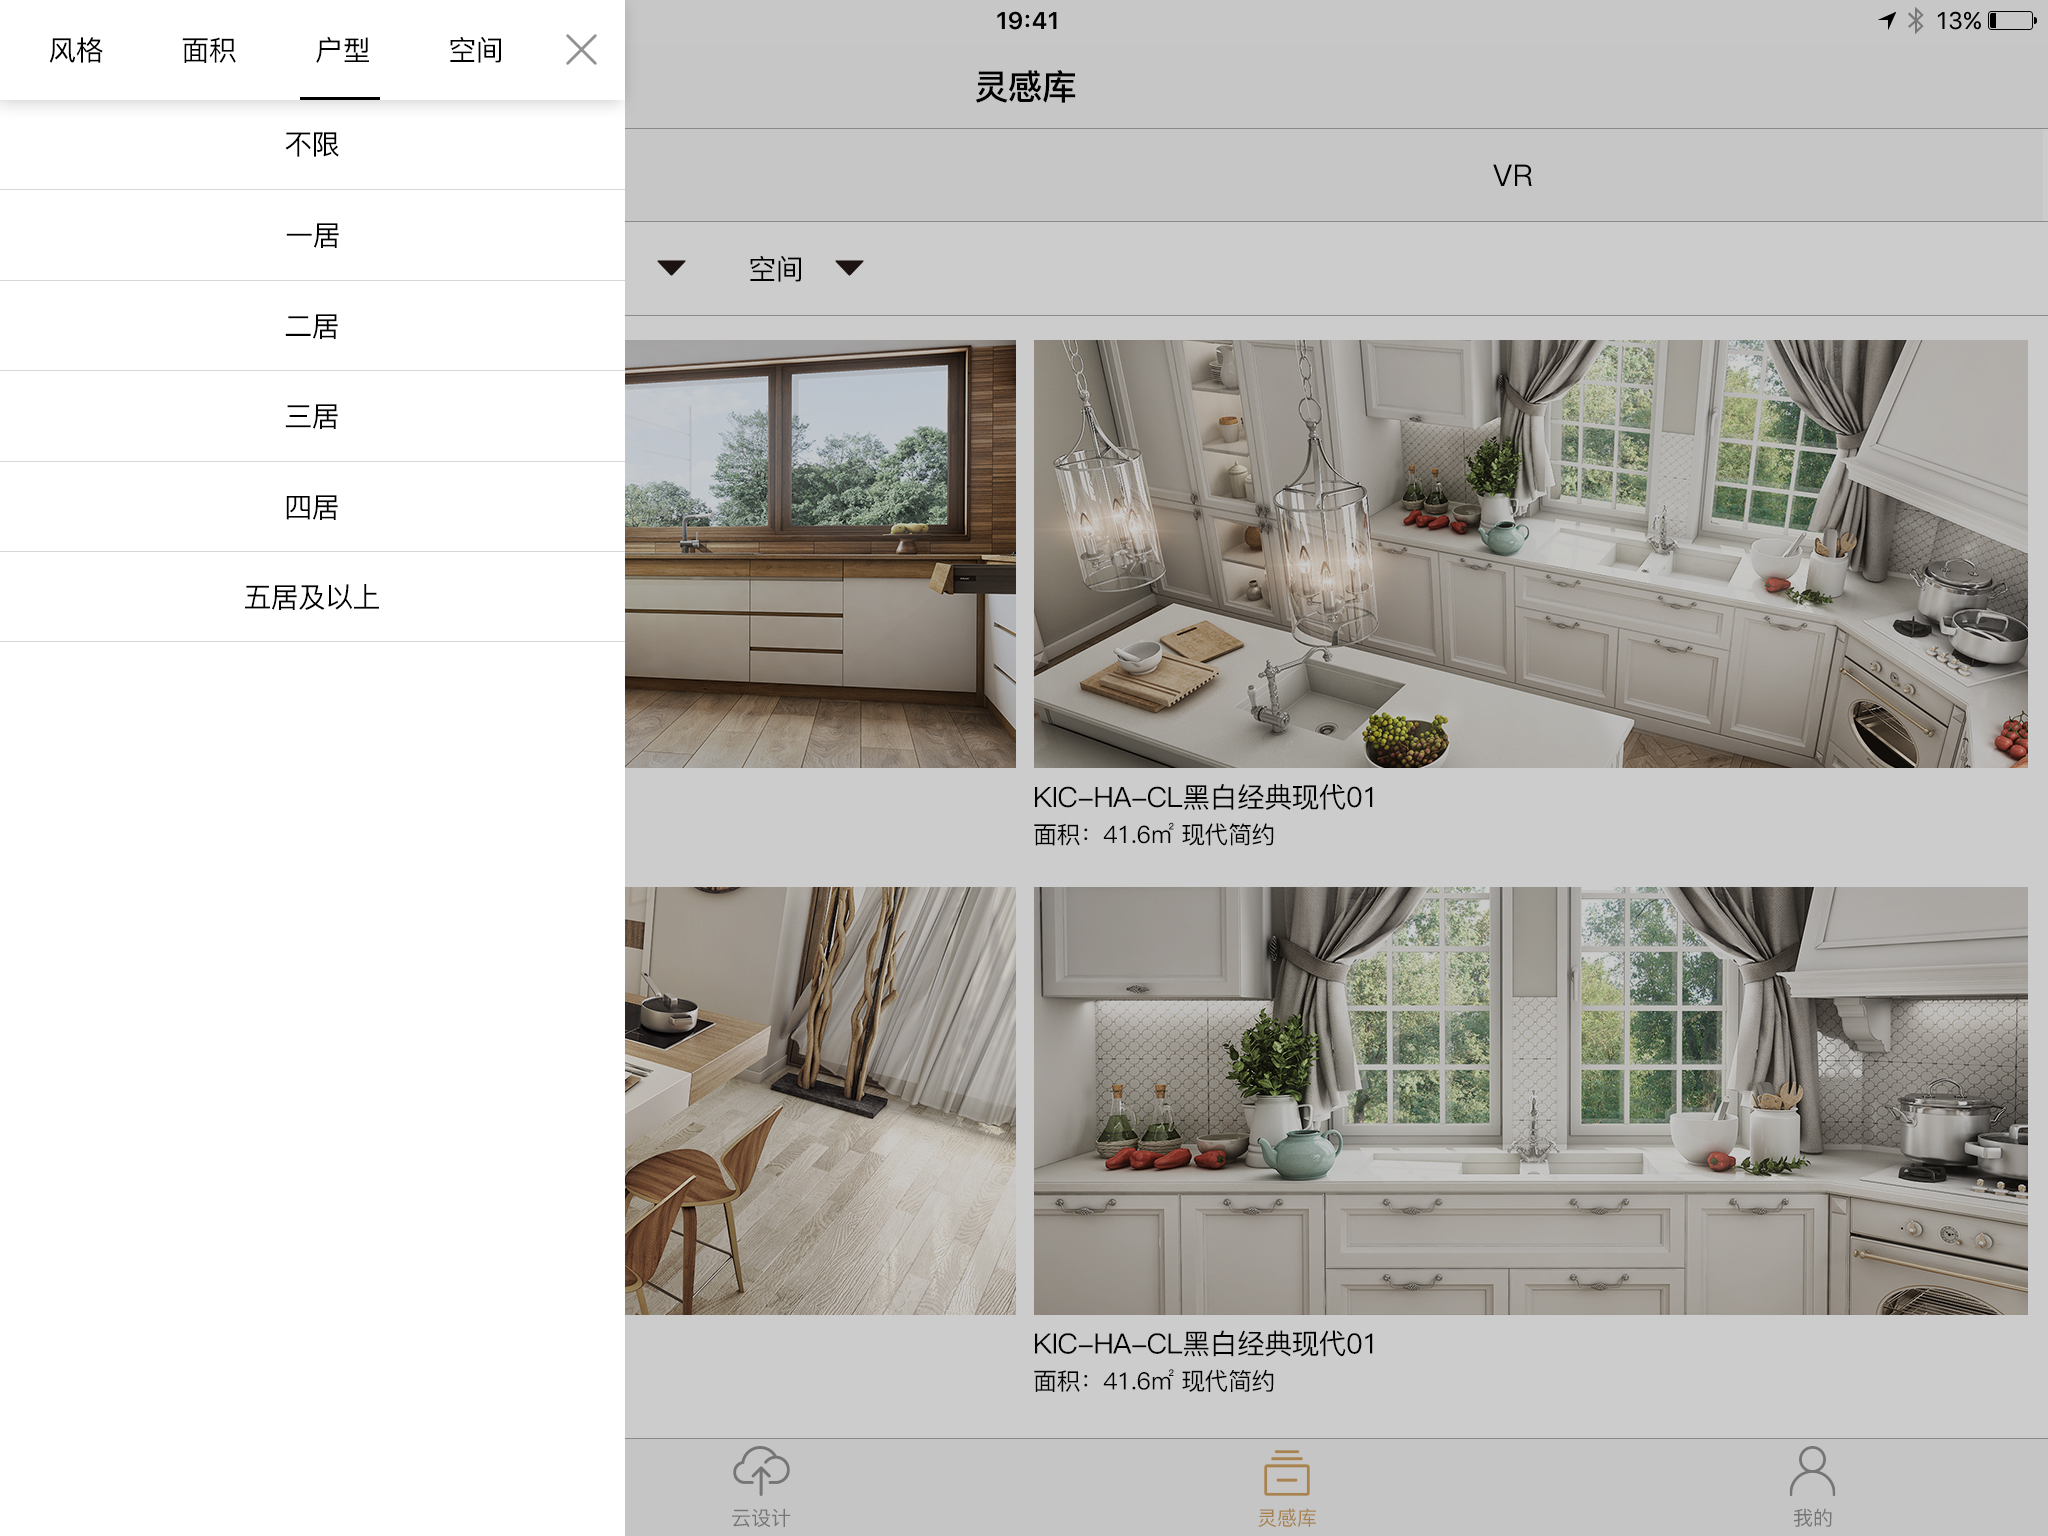 19:41
13%
风格 面积 户型 空间
灵感库
不限
VR
一居
空间
二居
三居
四居
五居及以上
KIC-HA-CL黑白经典现代01
面积：41.6㎡ 现代简约
KIC-HA-CL黑白经典现代01
面积：41.6㎡ 现代简约
云设计 灵感库 我的